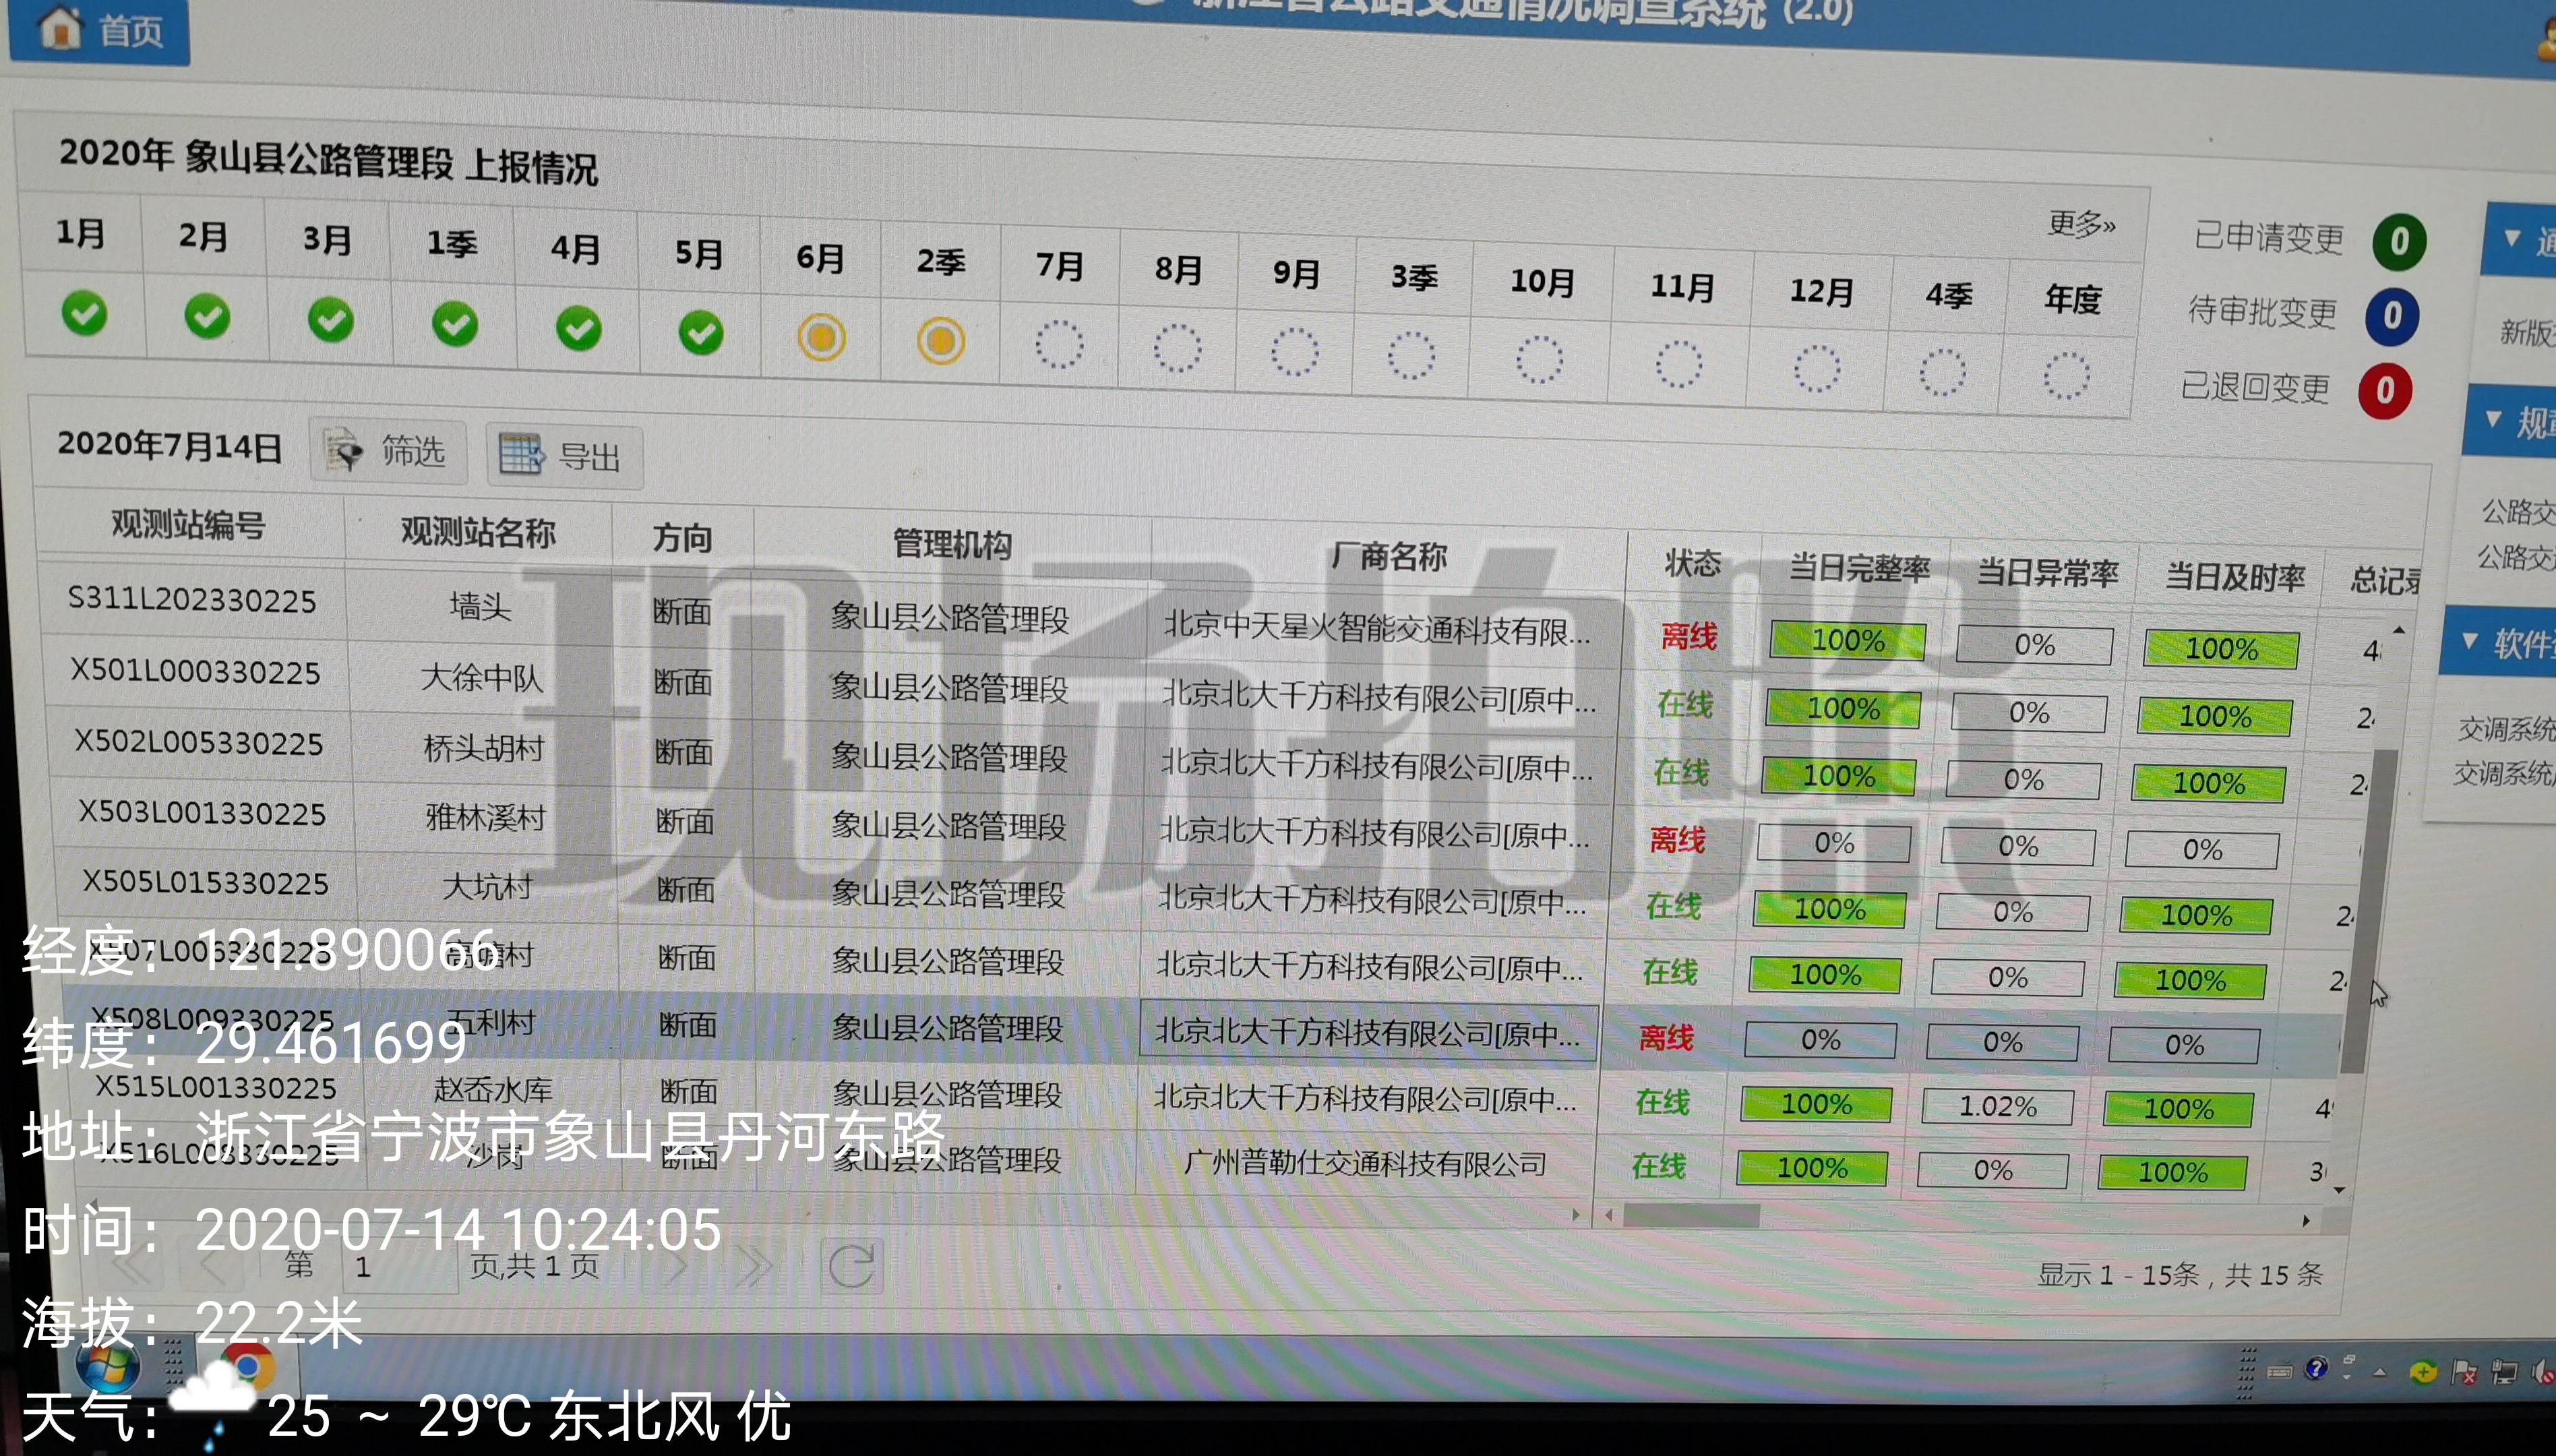 首页
浙江省公路交通情况调查系统 (2.0)
2020年 象山县公路管理段 上报情况
更多»
1月 2月 3月 1季 4月 5月 6月 2季 7月 8月 9月 3季 10月 11月 12月 4季 年度
已申请变更 0
待审批变更 0
已退回变更 0
2020年7月14日 筛选 导出
观测站编号 观测站名称 方向 管理机构 厂商名称 状态 当日完整率 当日异常率 当日及时率 总记录
S311L202330225 墙头 断面 象山县公路管理段 北京中天星火智能交通科技有限... 离线 100% 0% 100% 4
X501L000330225 大徐中队 断面 象山县公路管理段 北京北大千方科技有限公司[原中... 在线 100% 0% 100% 2
X502L005330225 桥头胡村 断面 象山县公路管理段 北京北大千方科技有限公司[原中... 在线 100% 0% 100% 2
X503L001330225 雅林溪村 断面 象山县公路管理段 北京北大千方科技有限公司[原中... 离线 0% 0% 0%
X505L015330225 大坑村 断面 象山县公路管理段 北京北大千方科技有限公司[原中... 在线 100% 0% 100% 2
X507L006330225 高塘村 断面 象山县公路管理段 北京北大千方科技有限公司[原中... 在线 100% 0% 100% 2
X508L009330225 五利村 断面 象山县公路管理段 北京北大千方科技有限公司[原中... 离线 0% 0% 0%
X515L001330225 赵岙水库 断面 象山县公路管理段 北京北大千方科技有限公司[原中... 在线 100% 1.02% 100% 4
X516L008330225 沙岗 断面 象山县公路管理段 广州普勒仕交通科技有限公司 在线 100% 0% 100% 3
第 1 页,共 1 页
显示 1 - 15条，共 15 条
新版
规
公路交
公路交
软件
交调系统
交调系统
现场拍照
经度：121.890066
纬度：29.461699
地址：浙江省宁波市象山县丹河东路
时间：2020-07-14 10:24:05
海拔：22.2米
天气： 25 ~ 29℃ 东北风 优